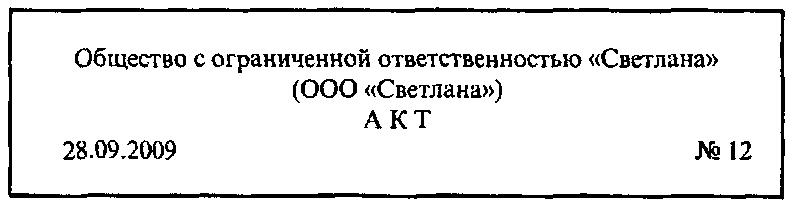 Общество с ограниченной ответственностью «Светлана»
(ООО «Светлана»)
А К Т
28.09.2009 № 12